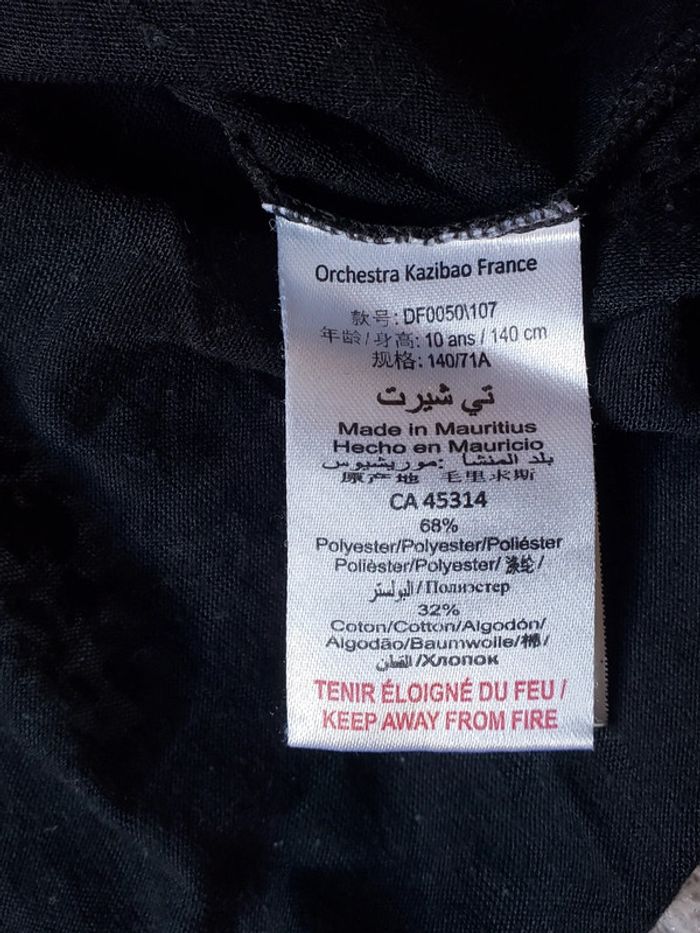 Orchestra Kazibao France
款号: DF0050\107
年龄/身高: 10 ans / 140 cm
规格: 140/71A
تي شيرت
Made in Mauritius
Hecho en Mauricio
بلد المنشأ: موريشيوس
原产地 毛里求斯
CA 45314
68%
Polyester/Polyester/Poliéster
Polièster/Polyester/ 涤纶 /
البولستر / Полиэстер
32%
Coton/Cotton/Algodón/
Algodão/Baumwolle/棉/
القطن /Хлопок
TENIR ÉLOIGNÉ DU FEU /
KEEP AWAY FROM FIRE